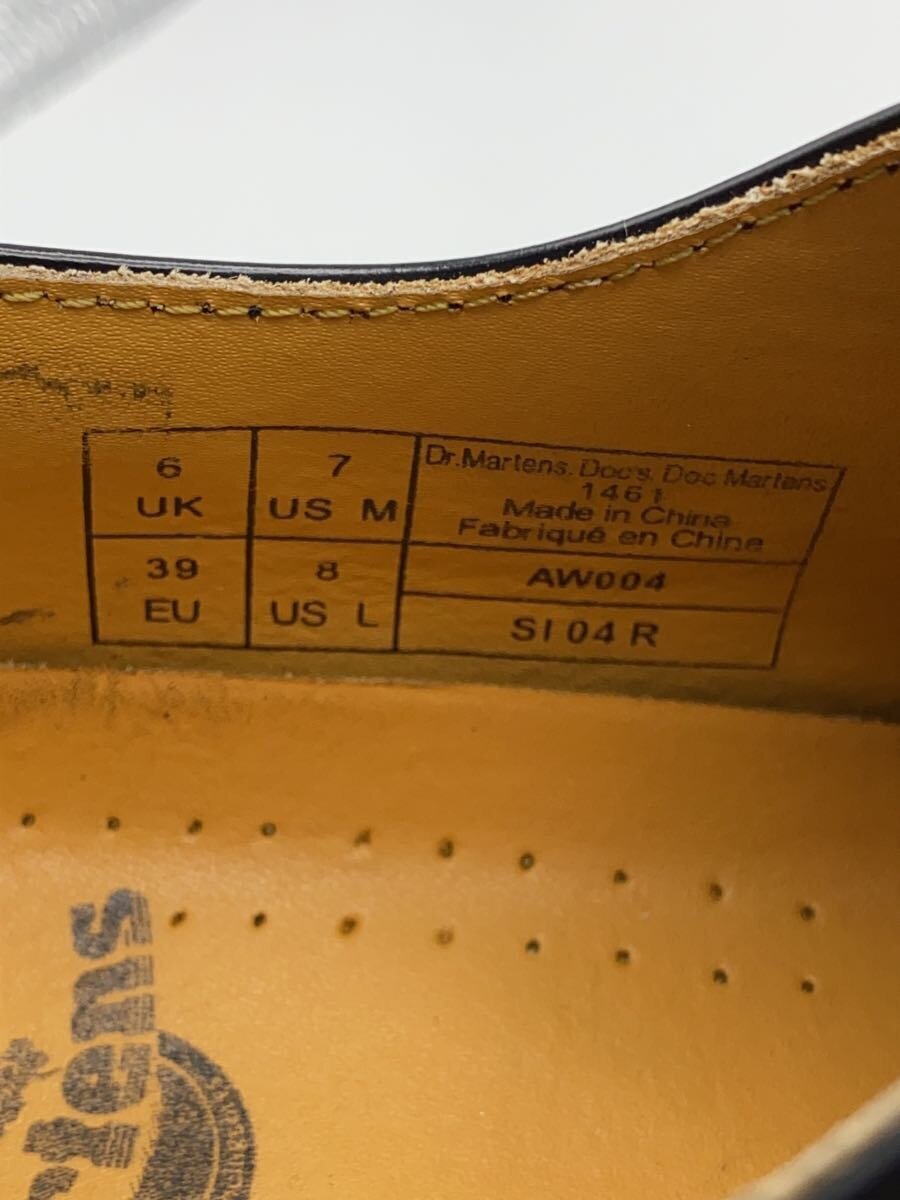 6
UK
7
US M
39
EU
8
US L
Dr.Martens. Doc's. Doc Martens
1461
Made in China
Fabriqué en Chine
AW004
SI 04 R